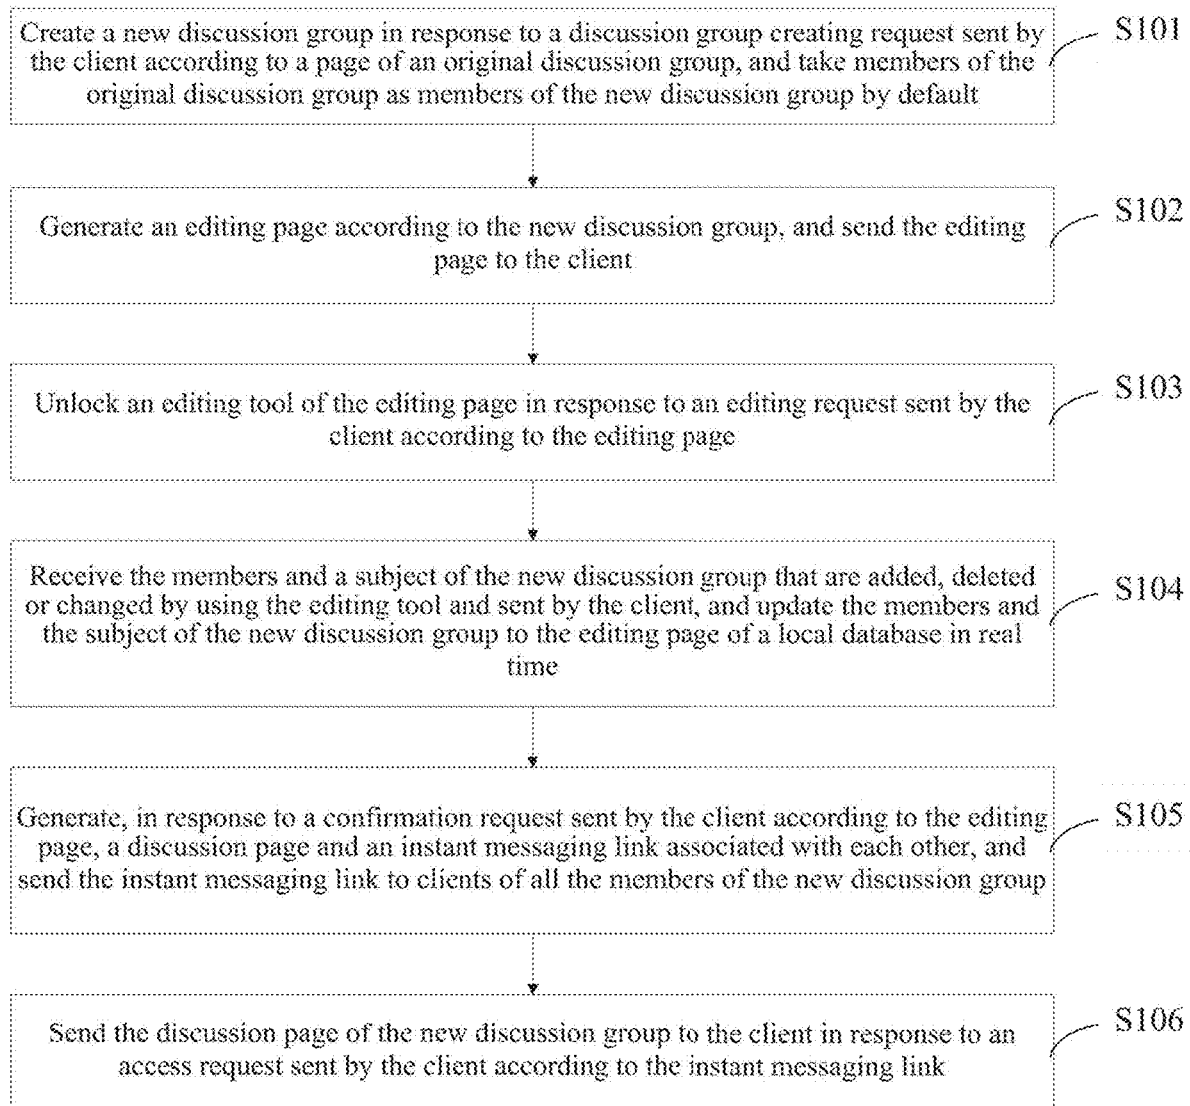 Create a new discussion group in response to a discussion group creating request sent by
the client according to a page of an original discussion group, and take members of the
original discussion group as members of the new discussion group by default
S101
Generate an editing page according to the new discussion group, and send the editing
page to the client
S102
Unlock an editing tool of the editing page in response to an editing request sent by the
client according to the editing page
S103
Receive the members and a subject of the new discussion group that are added, deleted
or changed by using the editing tool and sent by the client, and update the members and
the subject of the new discussion group to the editing page of a local database in real
time
S104
Generate, in response to a confirmation request sent by the client according to the editing
page, a discussion page and an instant messaging link associated with each other, and
send the instant messaging link to clients of all the members of the new discussion group
S105
Send the discussion page of the new discussion group to the client in response to an
access request sent by the client according to the instant messaging link
S106